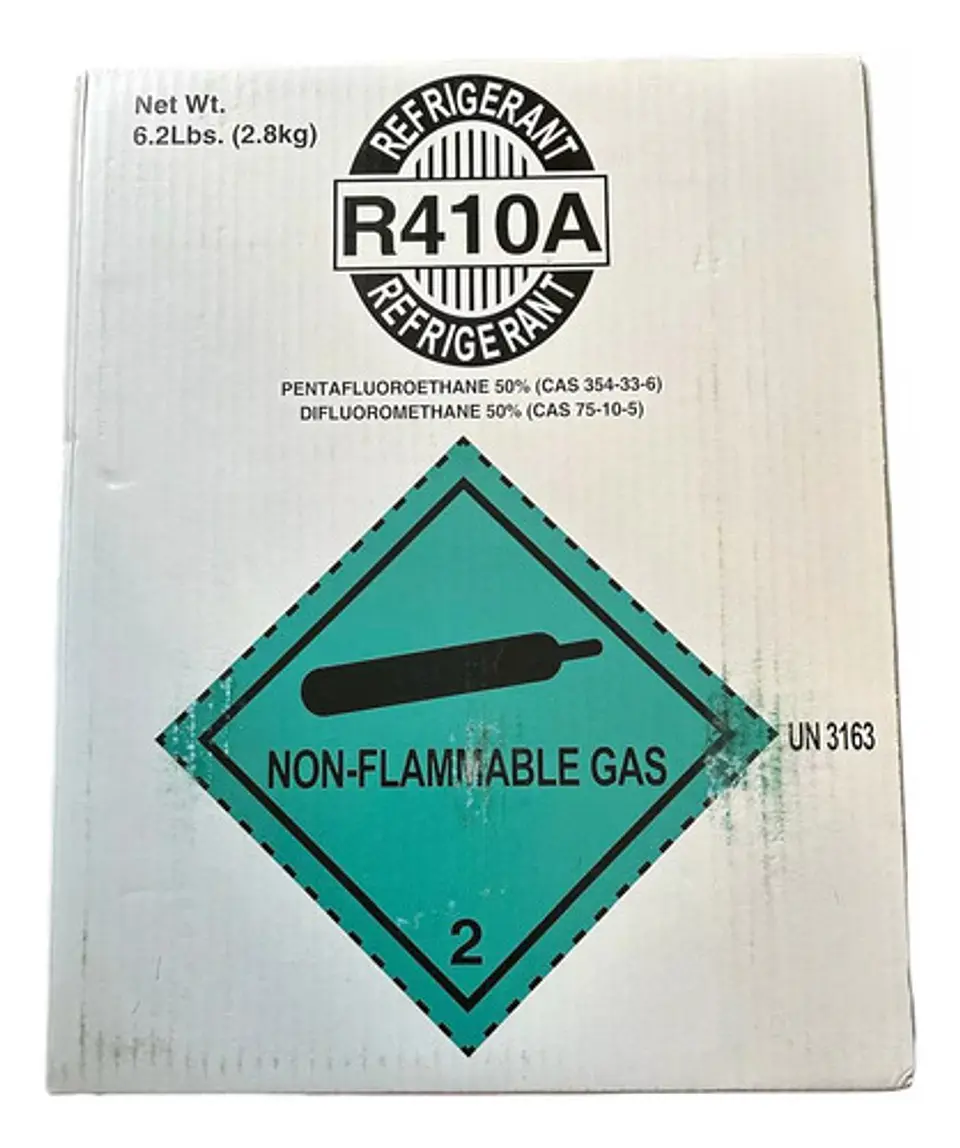 Net Wt.
6.2Lbs. (2.8kg)
REFRIGERANT
R410A
REFRIGERANT
PENTAFLUOROETHANE 50% (CAS 354-33-6)
DIFLUOROMETHANE 50% (CAS 75-10-5)
UN 3163
NON-FLAMMABLE GAS
2